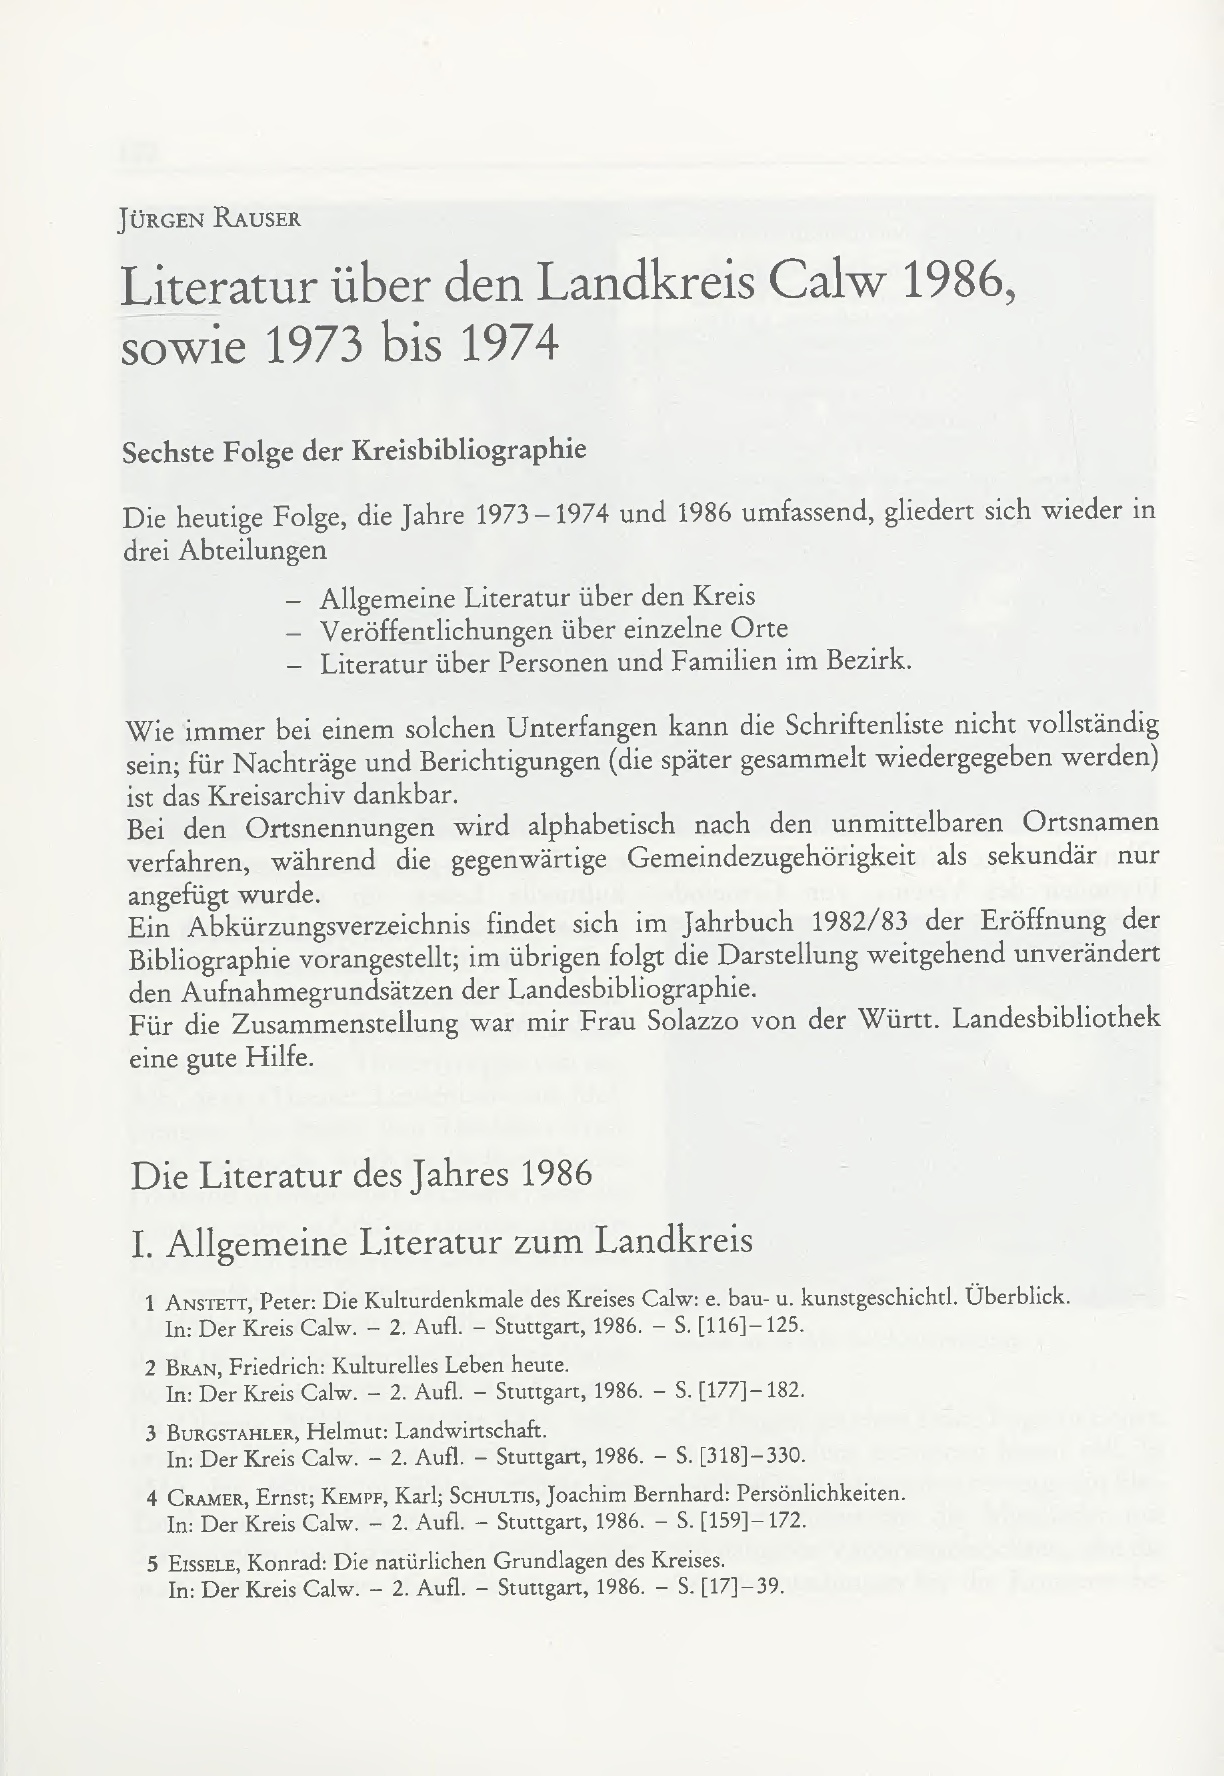 JÜRGEN RAUSER
Literatur über den Landkreis Calw 1986,
sowie 1973 bis 1974
Sechste Folge der Kreisbibliographie
Die heutige Folge, die Jahre 1973 – 1974 und 1986 umfassend, gliedert sich wieder in
drei Abteilungen
– Allgemeine Literatur über den Kreis
– Veröffentlichungen über einzelne Orte
– Literatur über Personen und Familien im Bezirk.
Wie immer bei einem solchen Unterfangen kann die Schriftenliste nicht vollständig
sein; für Nachträge und Berichtigungen (die später gesammelt wiedergegeben werden)
ist das Kreisarchiv dankbar.
Bei den Ortsnennungen wird alphabetisch nach den unmittelbaren Ortsnamen
verfahren, während die gegenwärtige Gemeindezugehörigkeit als sekundär nur
angefügt wurde.
Ein Abkürzungsverzeichnis findet sich im Jahrbuch 1982/83 der Eröffnung der
Bibliographie vorangestellt; im übrigen folgt die Darstellung weitgehend unverändert
den Aufnahmegrundsätzen der Landesbibliographie.
Für die Zusammenstellung war mir Frau Solazzo von der Württ. Landesbibliothek
eine gute Hilfe.
Die Literatur des Jahres 1986
I. Allgemeine Literatur zum Landkreis
1 ANSTETT, Peter: Die Kulturdenkmale des Kreises Calw: e. bau- u. kunstgeschichtl. Überblick.
In: Der Kreis Calw. – 2. Aufl. – Stuttgart, 1986. – S. [116]–125.
2 BRAN, Friedrich: Kulturelles Leben heute.
In: Der Kreis Calw. – 2. Aufl. – Stuttgart, 1986. – S. [177]–182.
3 BURGSTAHLER, Helmut: Landwirtschaft.
In: Der Kreis Calw. – 2. Aufl. – Stuttgart, 1986. – S. [318]–330.
4 CRAMER, Ernst; KEMPF, Karl; SCHULTIS, Joachim Bernhard: Persönlichkeiten.
In: Der Kreis Calw. – 2. Aufl. – Stuttgart, 1986. – S. [159]–172.
5 EISSELE, Konrad: Die natürlichen Grundlagen des Kreises.
In: Der Kreis Calw. – 2. Aufl. – Stuttgart, 1986. – S. [17]–39.